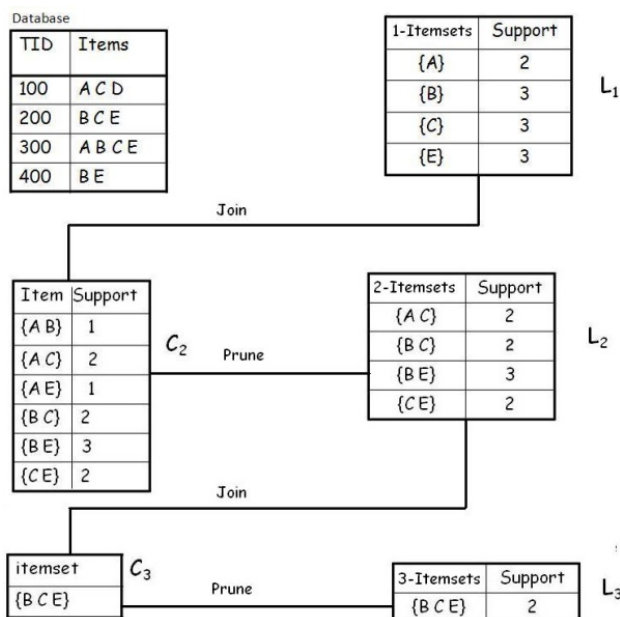 Database
TID Items
100 A C D
200 B C E
300 A B C E
400 B E
1-Itemsets Support
{A} 2
{B} 3
{C} 3
{E} 3
L1
Join
Item Support
{A B} 1
{A C} 2
{A E} 1
{B C} 2
{B E} 3
{C E} 2
C2
Prune
2-Itemsets Support
{A C} 2
{B C} 2
{B E} 3
{C E} 2
L2
Join
itemset
{B C E}
C3
Prune
3-Itemsets Support
{B C E} 2
L3